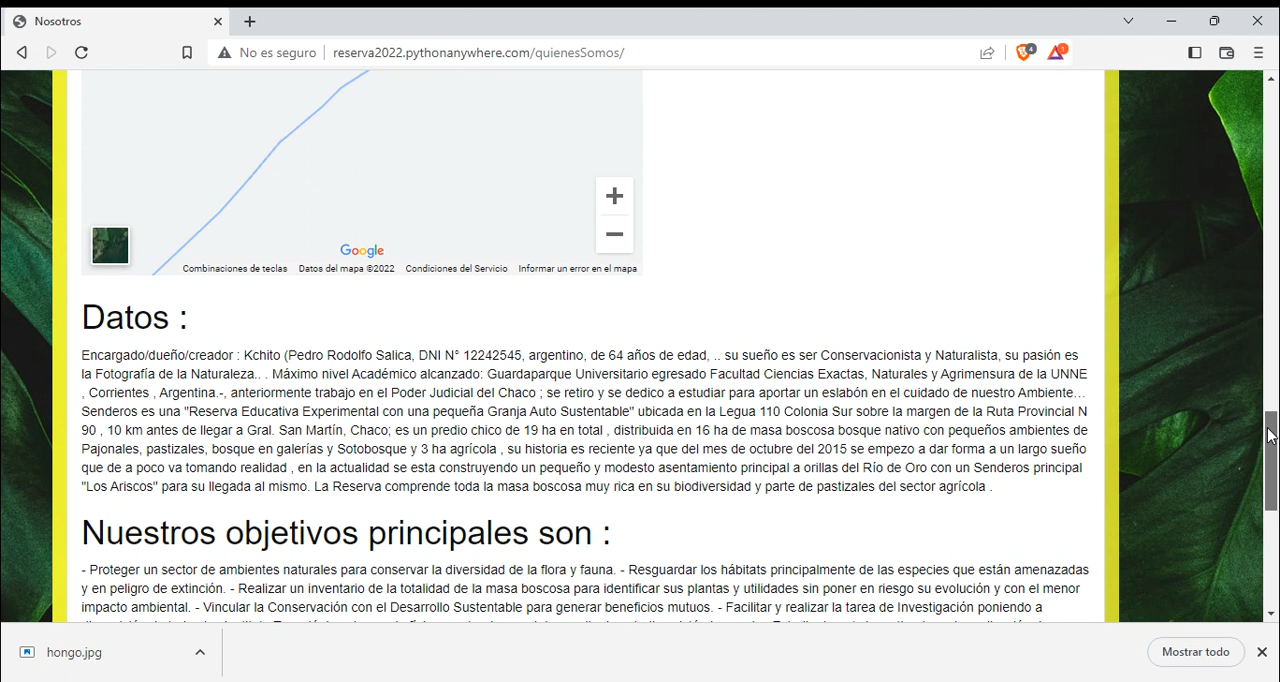 Nosotros
No es seguro reserva2022.pythonanywhere.com/quienesSomos/
4
1
Google
Combinaciones de teclas Datos del mapa ©2022 Condiciones del Servicio Informar un error en el mapa
Datos :
Encargado/dueño/creador : Kchito (Pedro Rodolfo Salica, DNI N° 12242545, argentino, de 64 años de edad, .. su sueño es ser Conservacionista y Naturalista, su pasión es
la Fotografía de la Naturaleza.. . Máximo nivel Académico alcanzado: Guardaparque Universitario egresado Facultad Ciencias Exactas, Naturales y Agrimensura de la UNNE
, Corrientes , Argentina.-, anteriormente trabajo en el Poder Judicial del Chaco ; se retiro y se dedico a estudiar para aportar un eslabón en el cuidado de nuestro Ambiente…
Senderos es una "Reserva Educativa Experimental con una pequeña Granja Auto Sustentable" ubicada en la Legua 110 Colonia Sur sobre la margen de la Ruta Provincial N
90 , 10 km antes de llegar a Gral. San Martín, Chaco; es un predio chico de 19 ha en total , distribuida en 16 ha de masa boscosa bosque nativo con pequeños ambientes de
Pajonales, pastizales, bosque en galerías y Sotobosque y 3 ha agrícola , su historia es reciente ya que del mes de octubre del 2015 se empezo a dar forma a un largo sueño
que de a poco va tomando realidad , en la actualidad se esta construyendo un pequeño y modesto asentamiento principal a orillas del Río de Oro con un Senderos principal
"Los Ariscos" para su llegada al mismo. La Reserva comprende toda la masa boscosa muy rica en su biodiversidad y parte de pastizales del sector agrícola .
Nuestros objetivos principales son :
- Proteger un sector de ambientes naturales para conservar la diversidad de la flora y fauna. - Resguardar los hábitats principalmente de las especies que están amenazadas
y en peligro de extinción. - Realizar un inventario de la totalidad de la masa boscosa para identificar sus plantas y utilidades sin poner en riesgo su evolución y con el menor
impacto ambiental. - Vincular la Conservación con el Desarrollo Sustentable para generar beneficios mutuos. - Facilitar y realizar la tarea de Investigación poniendo a
hongo.jpg
Mostrar todo